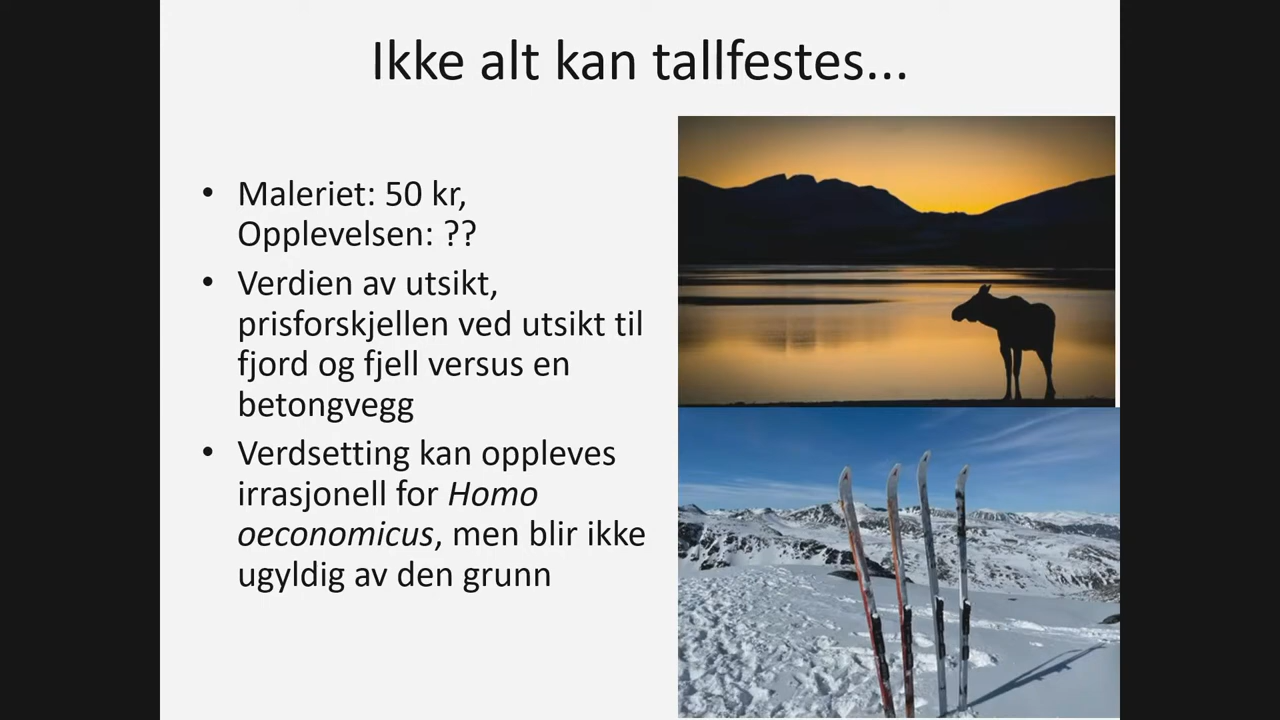 Ikke alt kan tallfestes...
• Maleriet: 50 kr,
Opplevelsen: ??
• Verdien av utsikt,
prisforskjellen ved utsikt til
fjord og fjell versus en
betongvegg
• Verdsetting kan oppleves
irrasjonell for Homo
oeconomicus, men blir ikke
ugyldig av den grunn